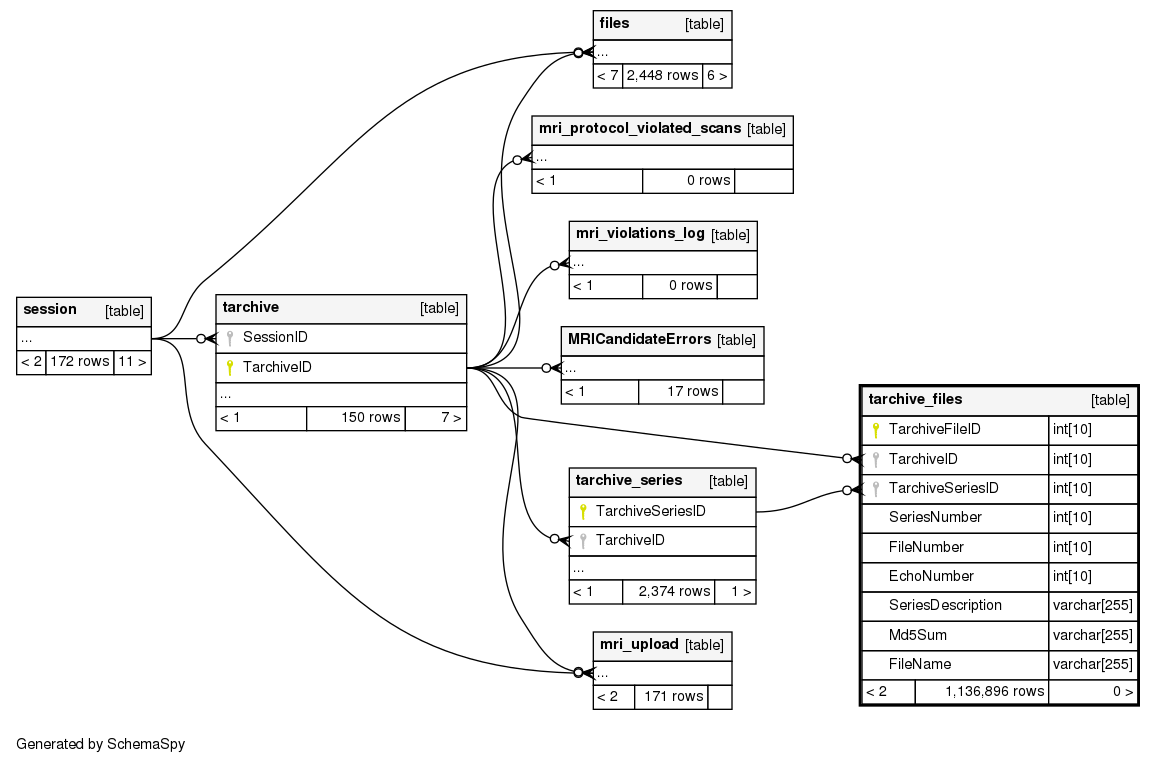 files [table]
...
< 7 2,448 rows 6 >
mri_protocol_violated_scans [table]
...
< 1 0 rows
mri_violations_log [table]
...
< 1 0 rows
session [table]
...
< 2 172 rows 11 >
tarchive [table]
SessionID
TarchiveID
...
< 1 150 rows 7 >
MRICandidateErrors [table]
...
< 1 17 rows
tarchive_series [table]
TarchiveSeriesID
TarchiveID
...
< 1 2,374 rows 1 >
mri_upload [table]
...
< 2 171 rows
tarchive_files [table]
TarchiveFileID int[10]
TarchiveID int[10]
TarchiveSeriesID int[10]
SeriesNumber int[10]
FileNumber int[10]
EchoNumber int[10]
SeriesDescription varchar[255]
Md5Sum varchar[255]
FileName varchar[255]
< 2 1,136,896 rows 0 >
Generated by SchemaSpy